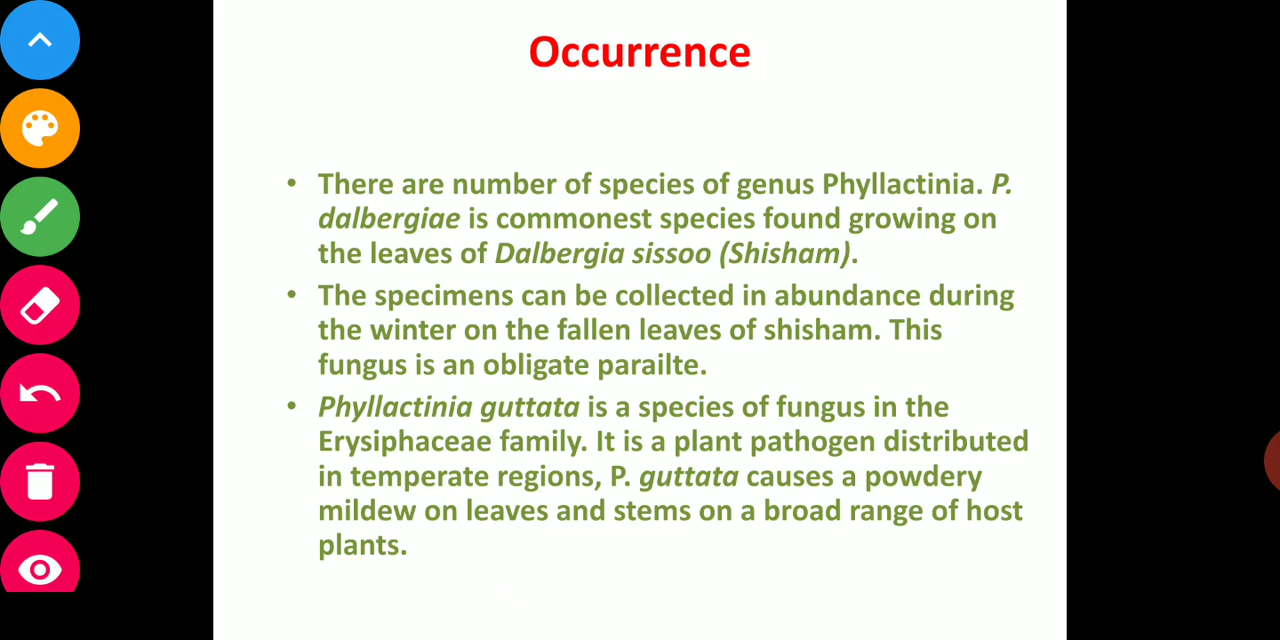 Occurrence
• There are number of species of genus Phyllactinia. P.
dalbergiae is commonest species found growing on
the leaves of Dalbergia sissoo (Shisham).
• The specimens can be collected in abundance during
the winter on the fallen leaves of shisham. This
fungus is an obligate parailte.
• Phyllactinia guttata is a species of fungus in the
Erysiphaceae family. It is a plant pathogen distributed
in temperate regions, P. guttata causes a powdery
mildew on leaves and stems on a broad range of host
plants.